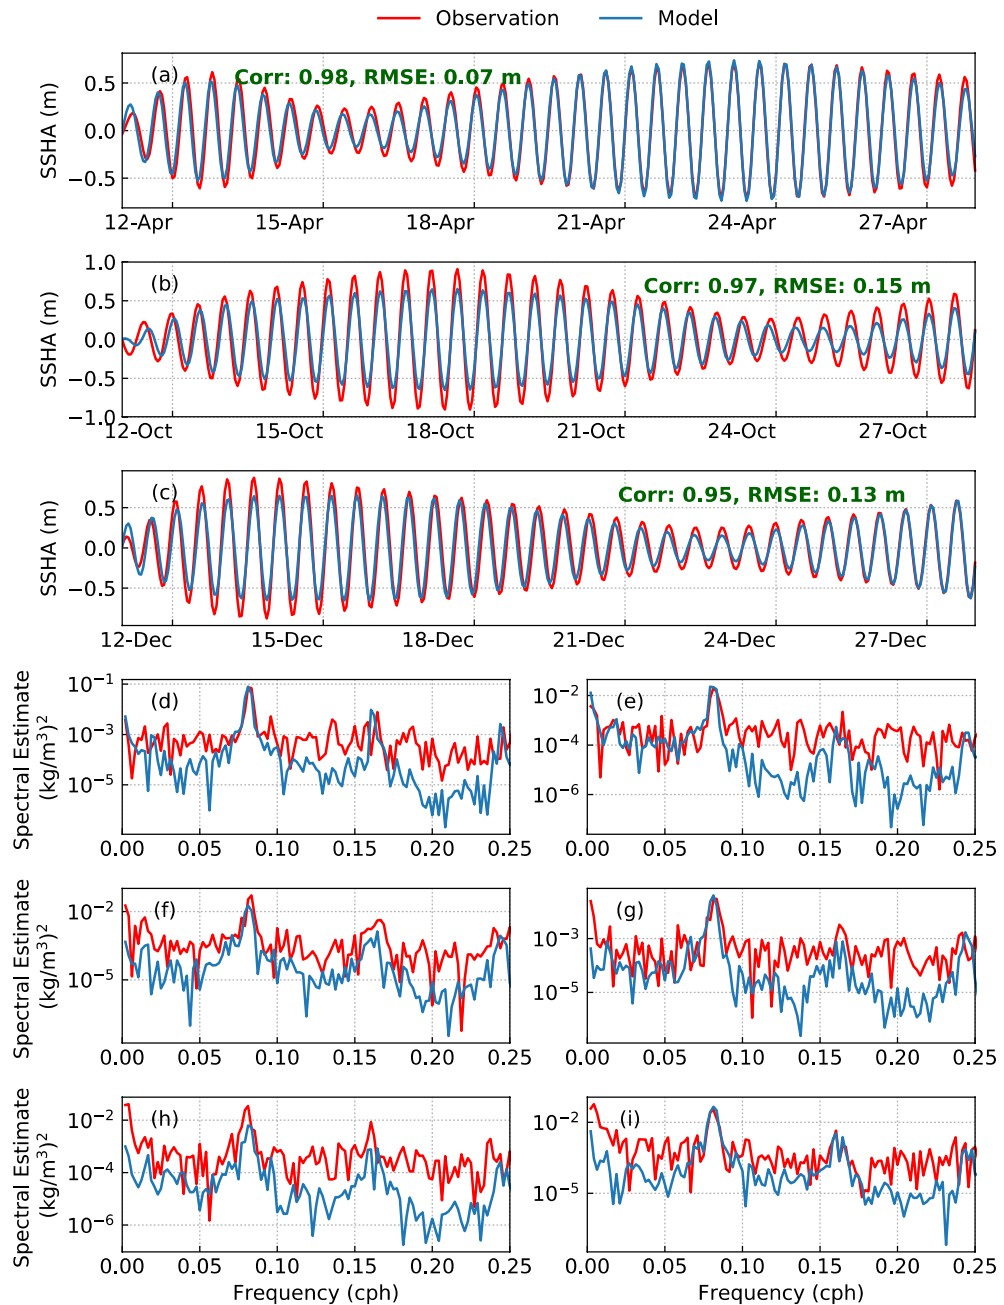 Observation Model
(a) Corr: 0.98, RMSE: 0.07 m
SSHA (m)
0.5
0.0
−0.5
12-Apr 15-Apr 18-Apr 21-Apr 24-Apr 27-Apr
(b) Corr: 0.97, RMSE: 0.15 m
SSHA (m)
1.0
0.5
0.0
−0.5
−1.0
12-Oct 15-Oct 18-Oct 21-Oct 24-Oct 27-Oct
(c) Corr: 0.95, RMSE: 0.13 m
SSHA (m)
0.5
0.0
−0.5
12-Dec 15-Dec 18-Dec 21-Dec 24-Dec 27-Dec
Spectral Estimate
(kg/m³)²
(d)
10⁻¹
10⁻³
10⁻⁵
0.00 0.05 0.10 0.15 0.20 0.25
(e)
10⁻²
10⁻⁴
10⁻⁶
0.00 0.05 0.10 0.15 0.20 0.25
Spectral Estimate
(kg/m³)²
(f)
10⁻²
10⁻⁵
0.00 0.05 0.10 0.15 0.20 0.25
(g)
10⁻³
10⁻⁵
0.00 0.05 0.10 0.15 0.20 0.25
Spectral Estimate
(kg/m³)²
(h)
10⁻²
10⁻⁴
10⁻⁶
0.00 0.05 0.10 0.15 0.20 0.25
Frequency (cph)
(i)
10⁻²
10⁻⁵
0.00 0.05 0.10 0.15 0.20 0.25
Frequency (cph)